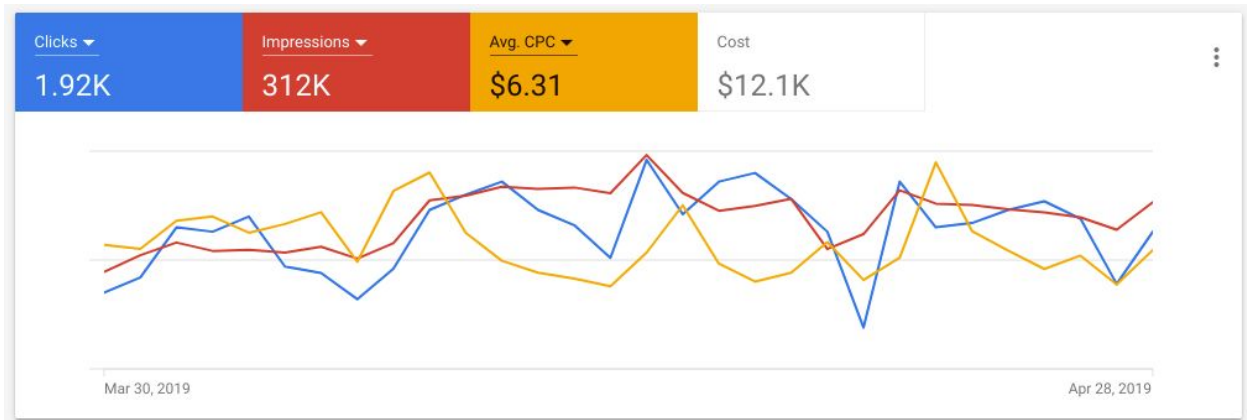 Clicks
1.92K
Impressions
312K
Avg. CPC
$6.31
Cost
$12.1K
Mar 30, 2019
Apr 28, 2019